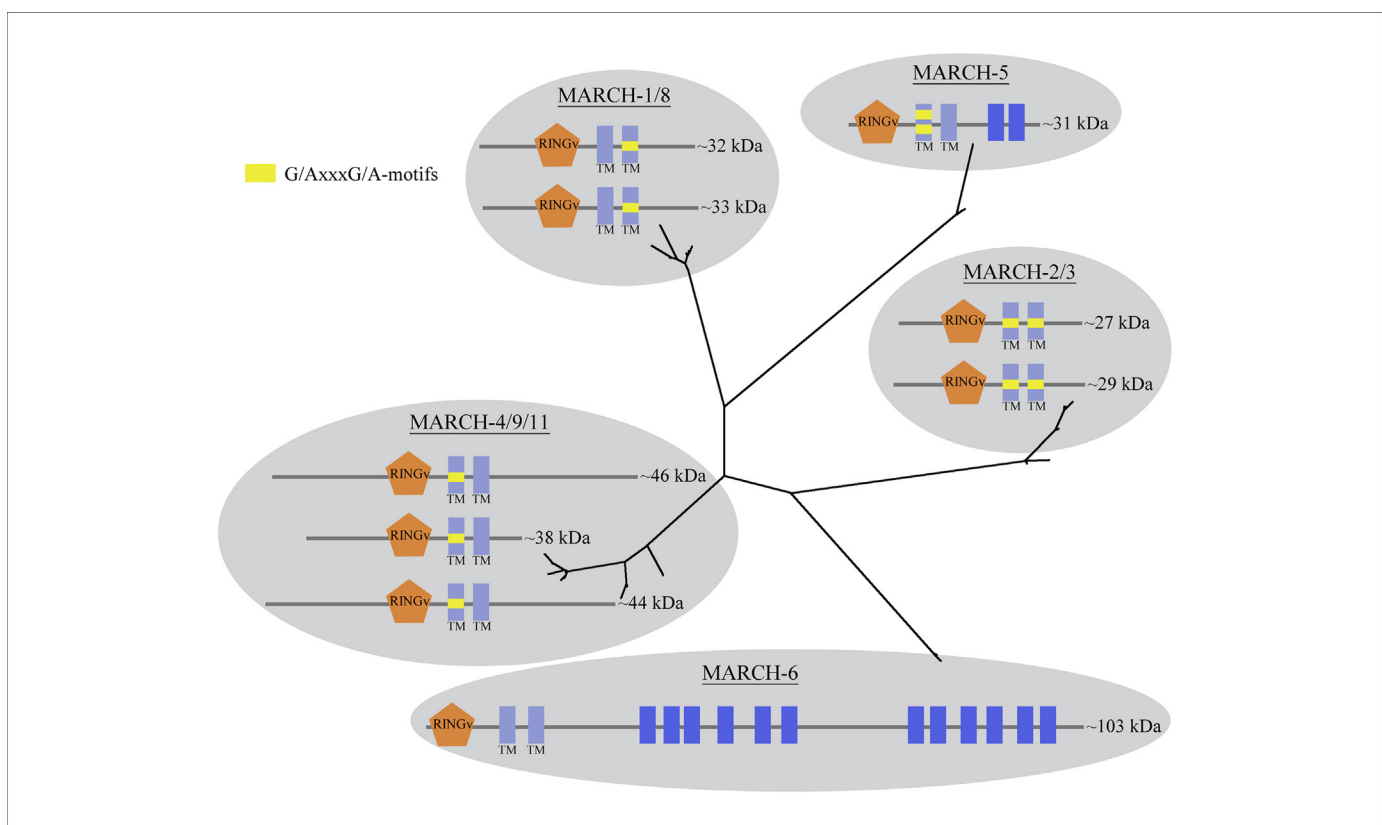 MARCH-5
RINGv
TM TM
~31 kDa
MARCH-1/8
RINGv
TM TM
~32 kDa
RINGv
TM TM
~33 kDa
G/AxxxG/A-motifs
MARCH-2/3
RINGv
TM TM
~27 kDa
RINGv
TM TM
~29 kDa
MARCH-4/9/11
RINGv
TM TM
~46 kDa
RINGv
TM TM
~38 kDa
RINGv
TM TM
~44 kDa
MARCH-6
RINGv
TM TM
~103 kDa